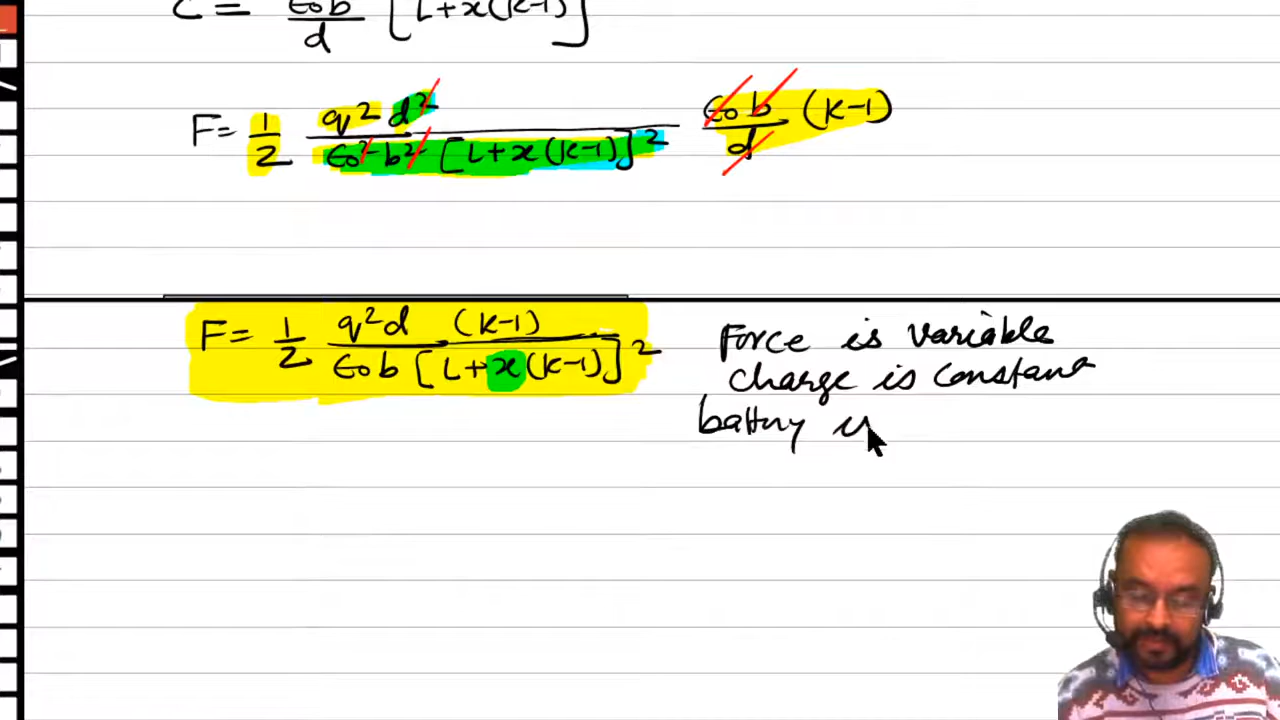 C = ε0b/d [L+x(k-1)]
F = 1/2 q²d²/ε0²b²[L+x(k-1)]² ε0b/d (k-1)
F = 1/2 q²d (k-1)/ε0b[L+x(k-1)]²
Force is variable
charge is constant
battery